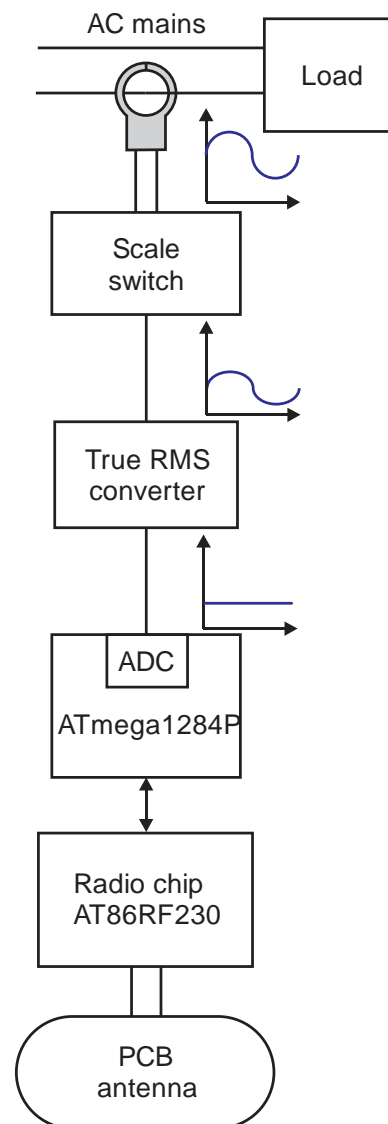 AC mains
Load
Scale
switch
True RMS
converter
ADC
ATmega1284P
Radio chip
AT86RF230
PCB
antenna